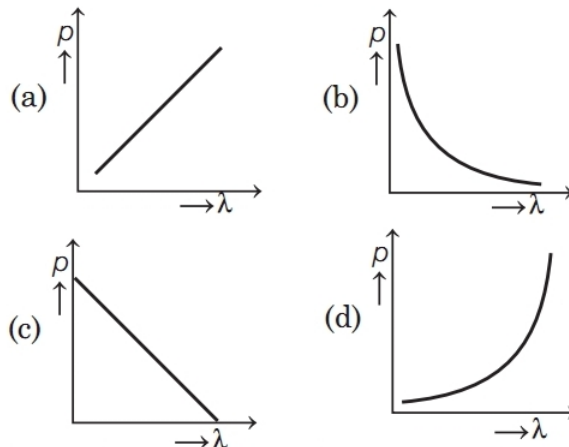 (a) p ↑ → λ
(b) p ↑ → λ
(c) p ↑ → λ
(d) p ↑ → λ